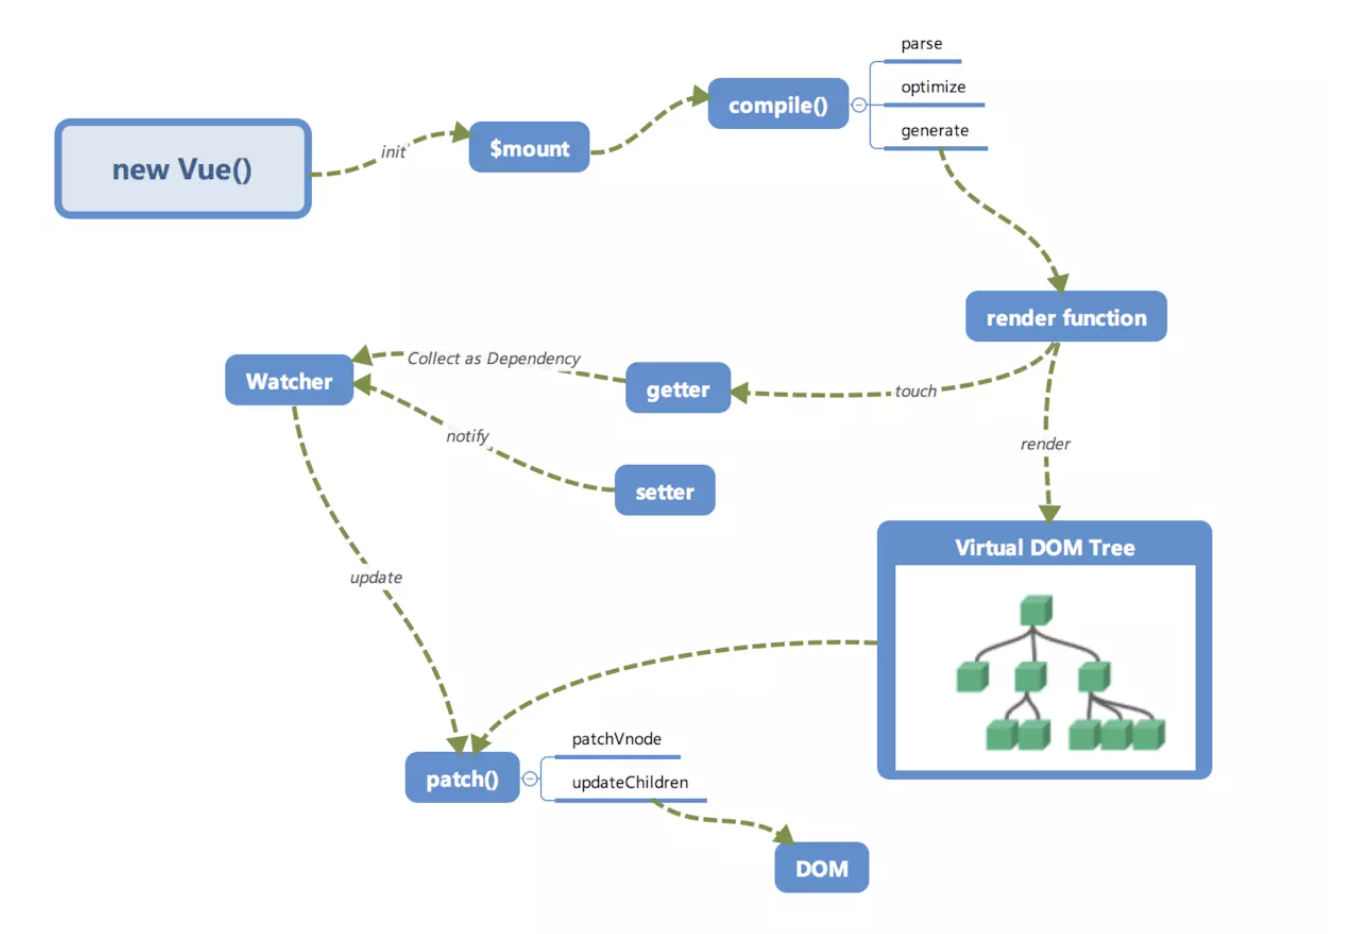 parse
optimize
compile()
generate
$mount
init
new Vue()
render function
Collect as Dependency
Watcher
getter
touch
notify
render
setter
Virtual DOM Tree
update
patchVnode
patch()
updateChildren
DOM